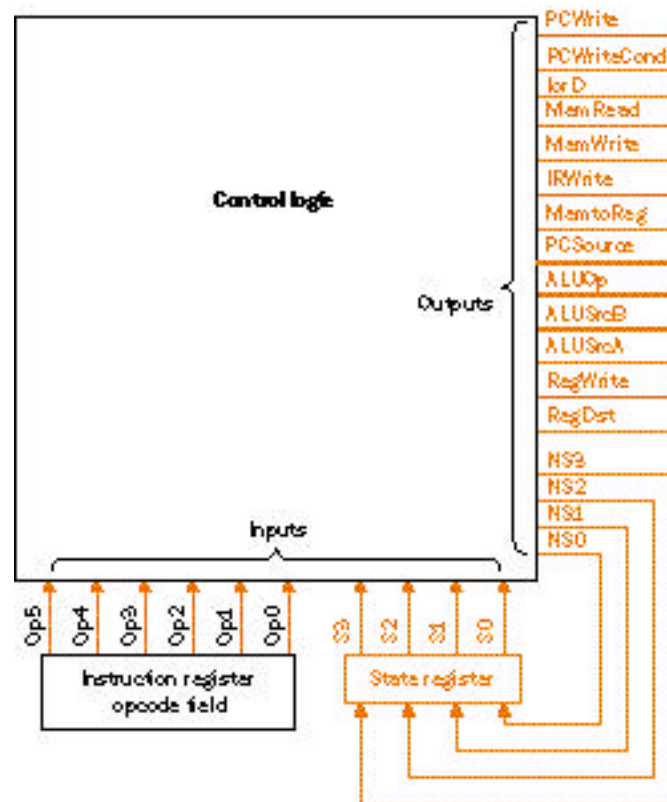 PCWrite
PCWriteCond
IorD
MemRead
MemWrite
IRWrite
MemtoReg
PCSource
ALUOp
ALUSrcB
ALUSrcA
RegWrite
RegDst
NS3
NS2
NS1
NS0
Control logic
Outputs
Inputs
Op5
Op4
Op3
Op2
Op1
Op0
S3
S2
S1
S0
Instruction register
opcode field
State register